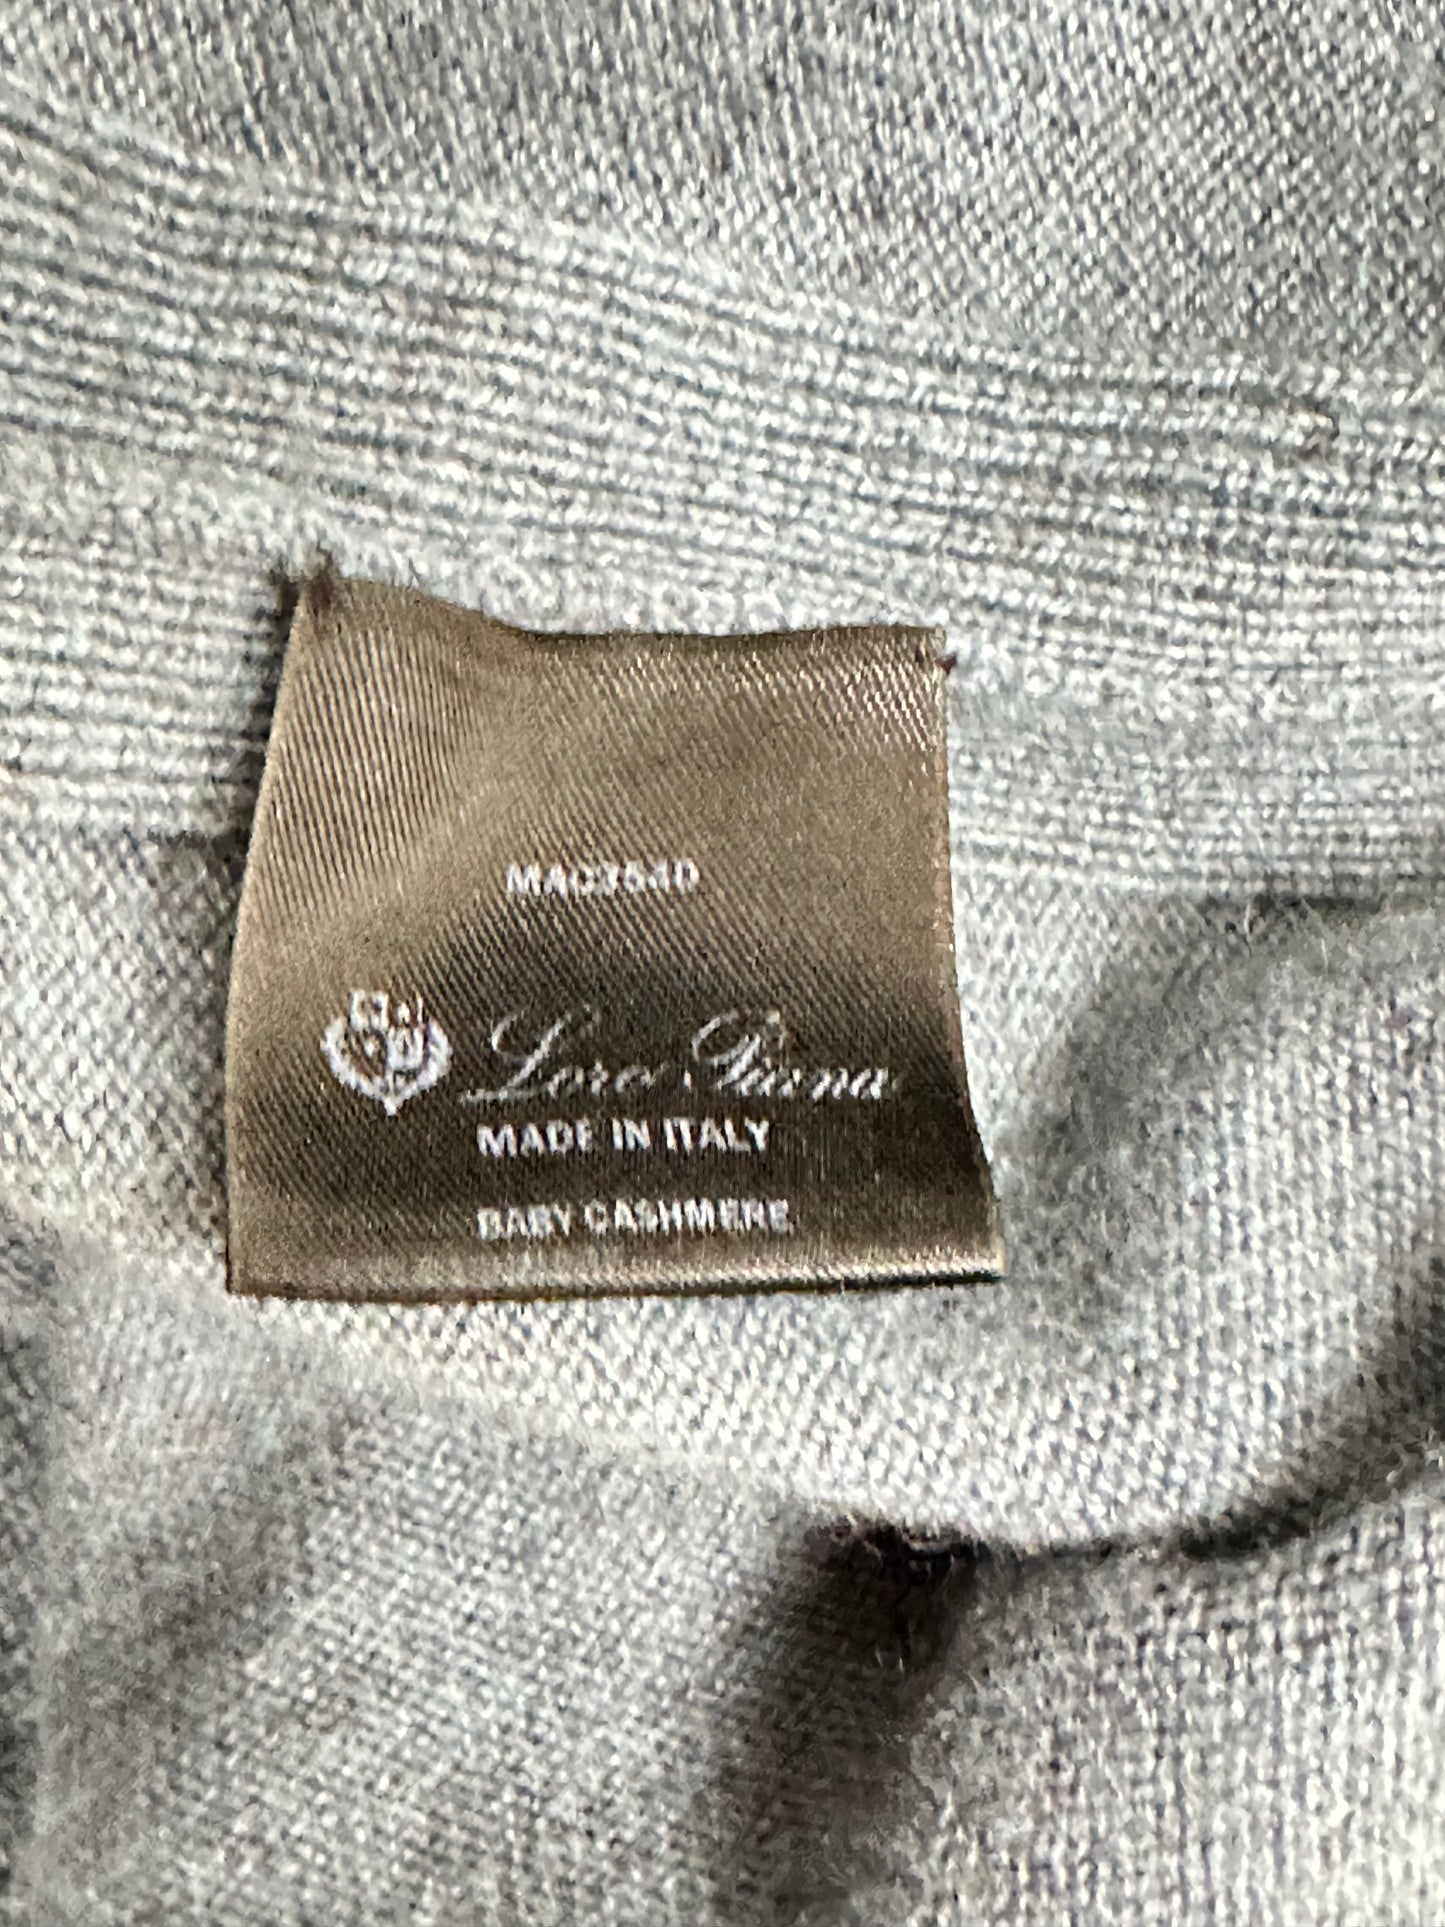 MAC3540
Loro Piana
MADE IN ITALY
BABY CASHMERE